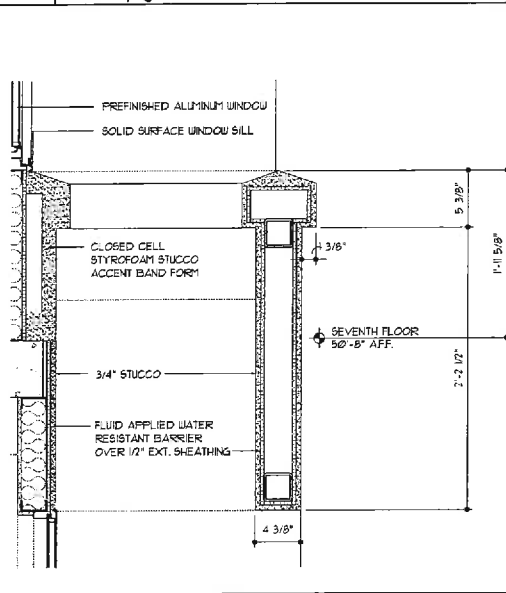 PREFINISHED ALUMINUM WINDOW
SOLID SURFACE WINDOW SILL
5 3/8"
CLOSED CELL
STYROFOAM STUCCO
ACCENT BAND FORM
3/8"
1'-11 5/8"
SEVENTH FLOOR
50'-8" A.F.F.
3/4" STUCCO
2'-2 1/2"
FLUID APPLIED WATER
RESISTANT BARRIER
OVER 1/2" EXT. SHEATHING
4 3/8"